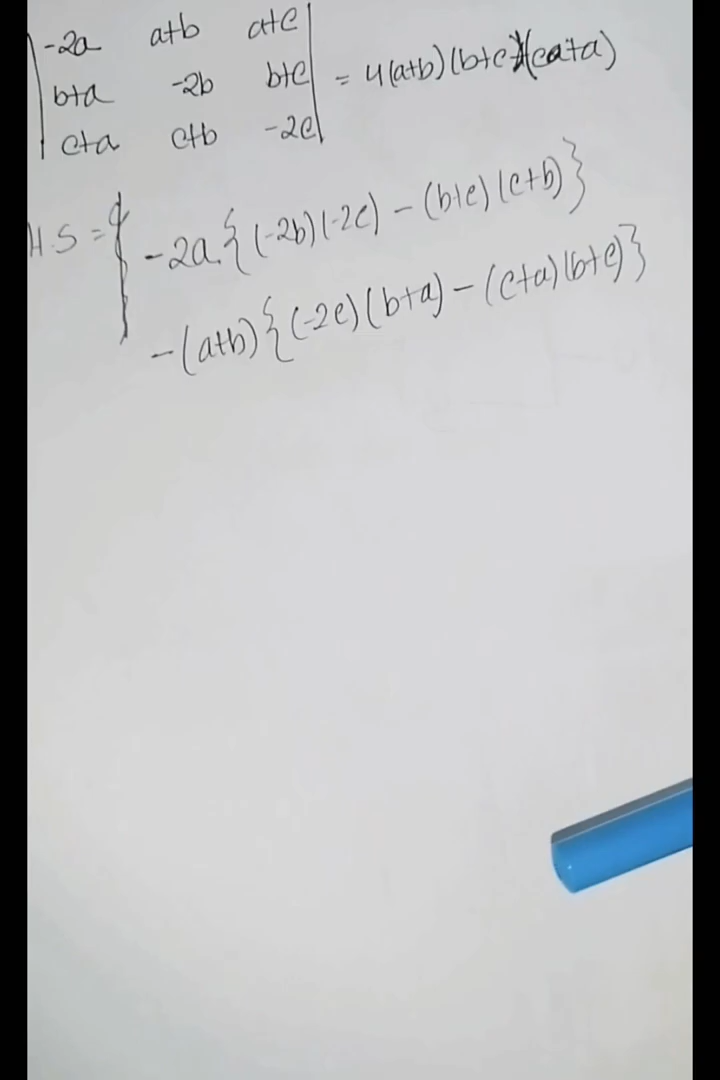 |-2a a+b a+c|
|b+a -2b b+c| = 4(a+b)(b+c)(c+a)
|c+a c+b -2c|
H.S = -2a.{(-2b)(-2c) - (b+c)(c+b)}
-(a+b){(-2c)(b+a) - (c+a)(b+c)}